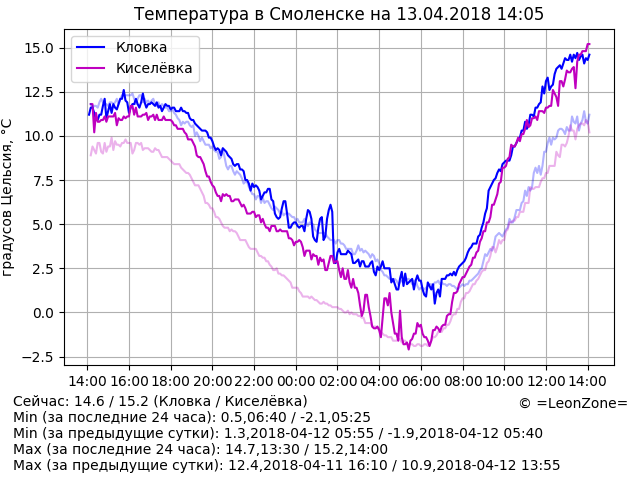 Температура в Смоленске на 13.04.2018 14:05
Кловка
Киселёвка
градусов Цельсия, °C
15.0
12.5
10.0
7.5
5.0
2.5
0.0
−2.5
14:00 16:00 18:00 20:00 22:00 00:00 02:00 04:00 06:00 08:00 10:00 12:00 14:00
Сейчас: 14.6 / 15.2 (Кловка / Киселёвка)
© =LeonZone=
Min (за последние 24 часа): 0.5,06:40 / -2.1,05:25
Min (за предыдущие сутки): 1.3,2018-04-12 05:55 / -1.9,2018-04-12 05:40
Max (за последние 24 часа): 14.7,13:30 / 15.2,14:00
Max (за предыдущие сутки): 12.4,2018-04-11 16:10 / 10.9,2018-04-12 13:55